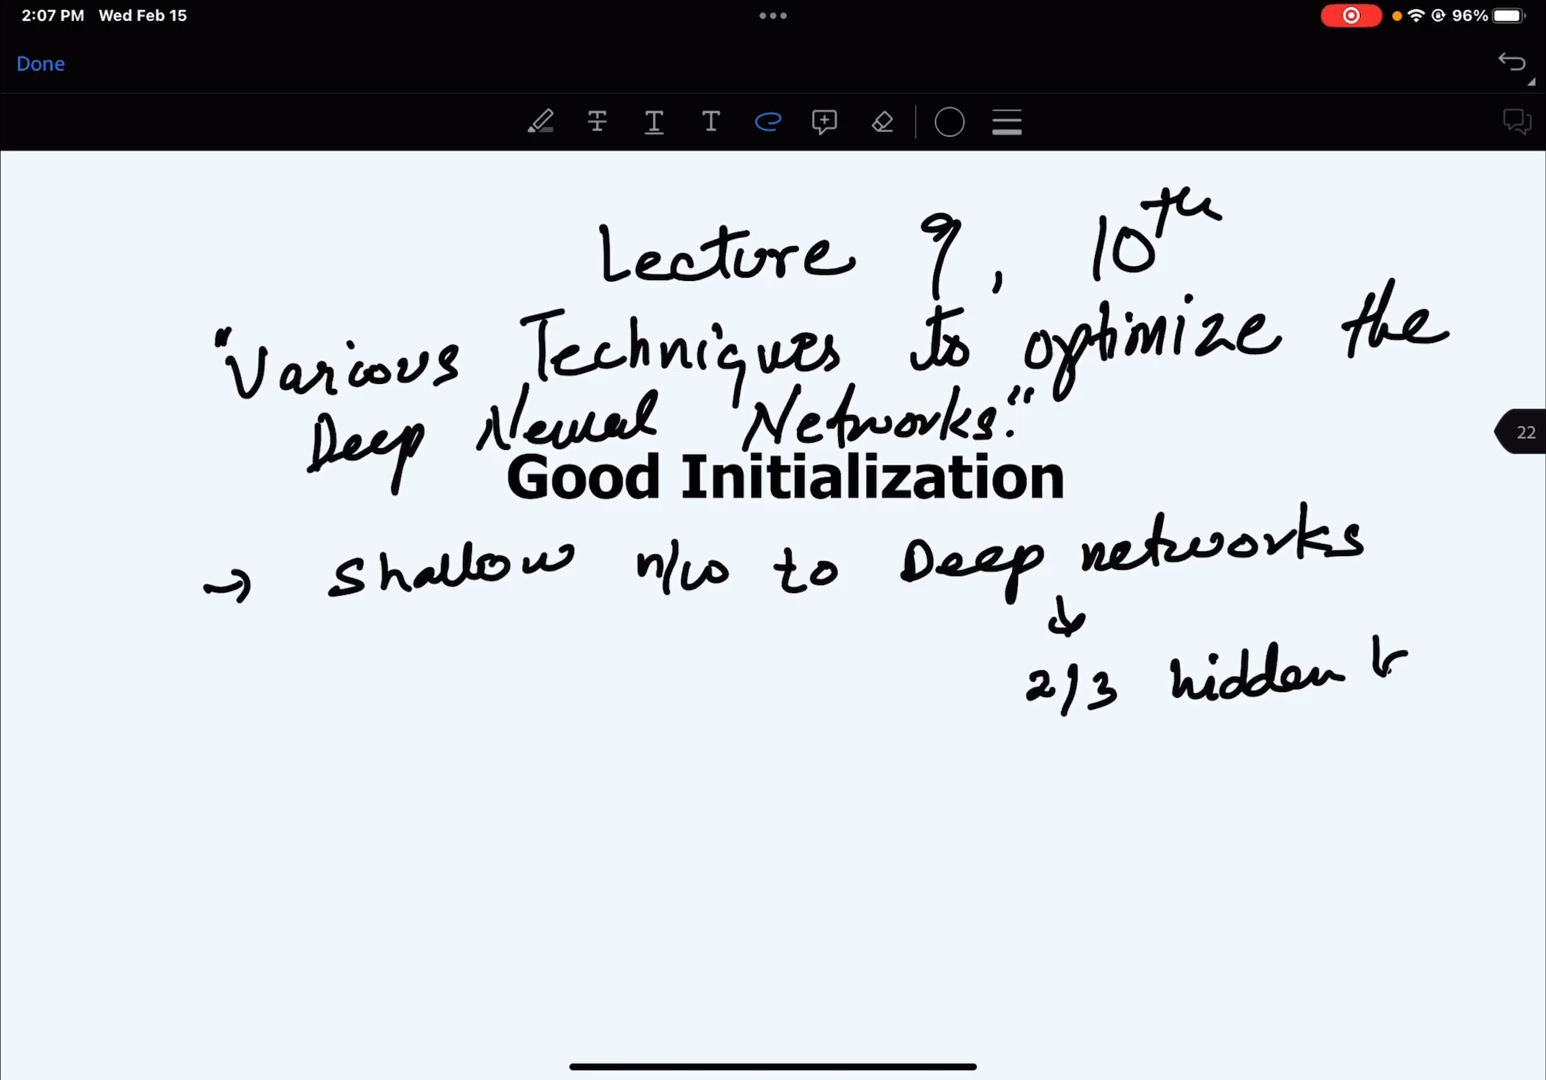 2:07 PM Wed Feb 15
96%
Done
Lecture 9, 10th
"Various Techniques to optimize the
Deep Neural Networks."
22
Good Initialization
→ Shallow n/w to Deep networks
↓
2/3 hidden